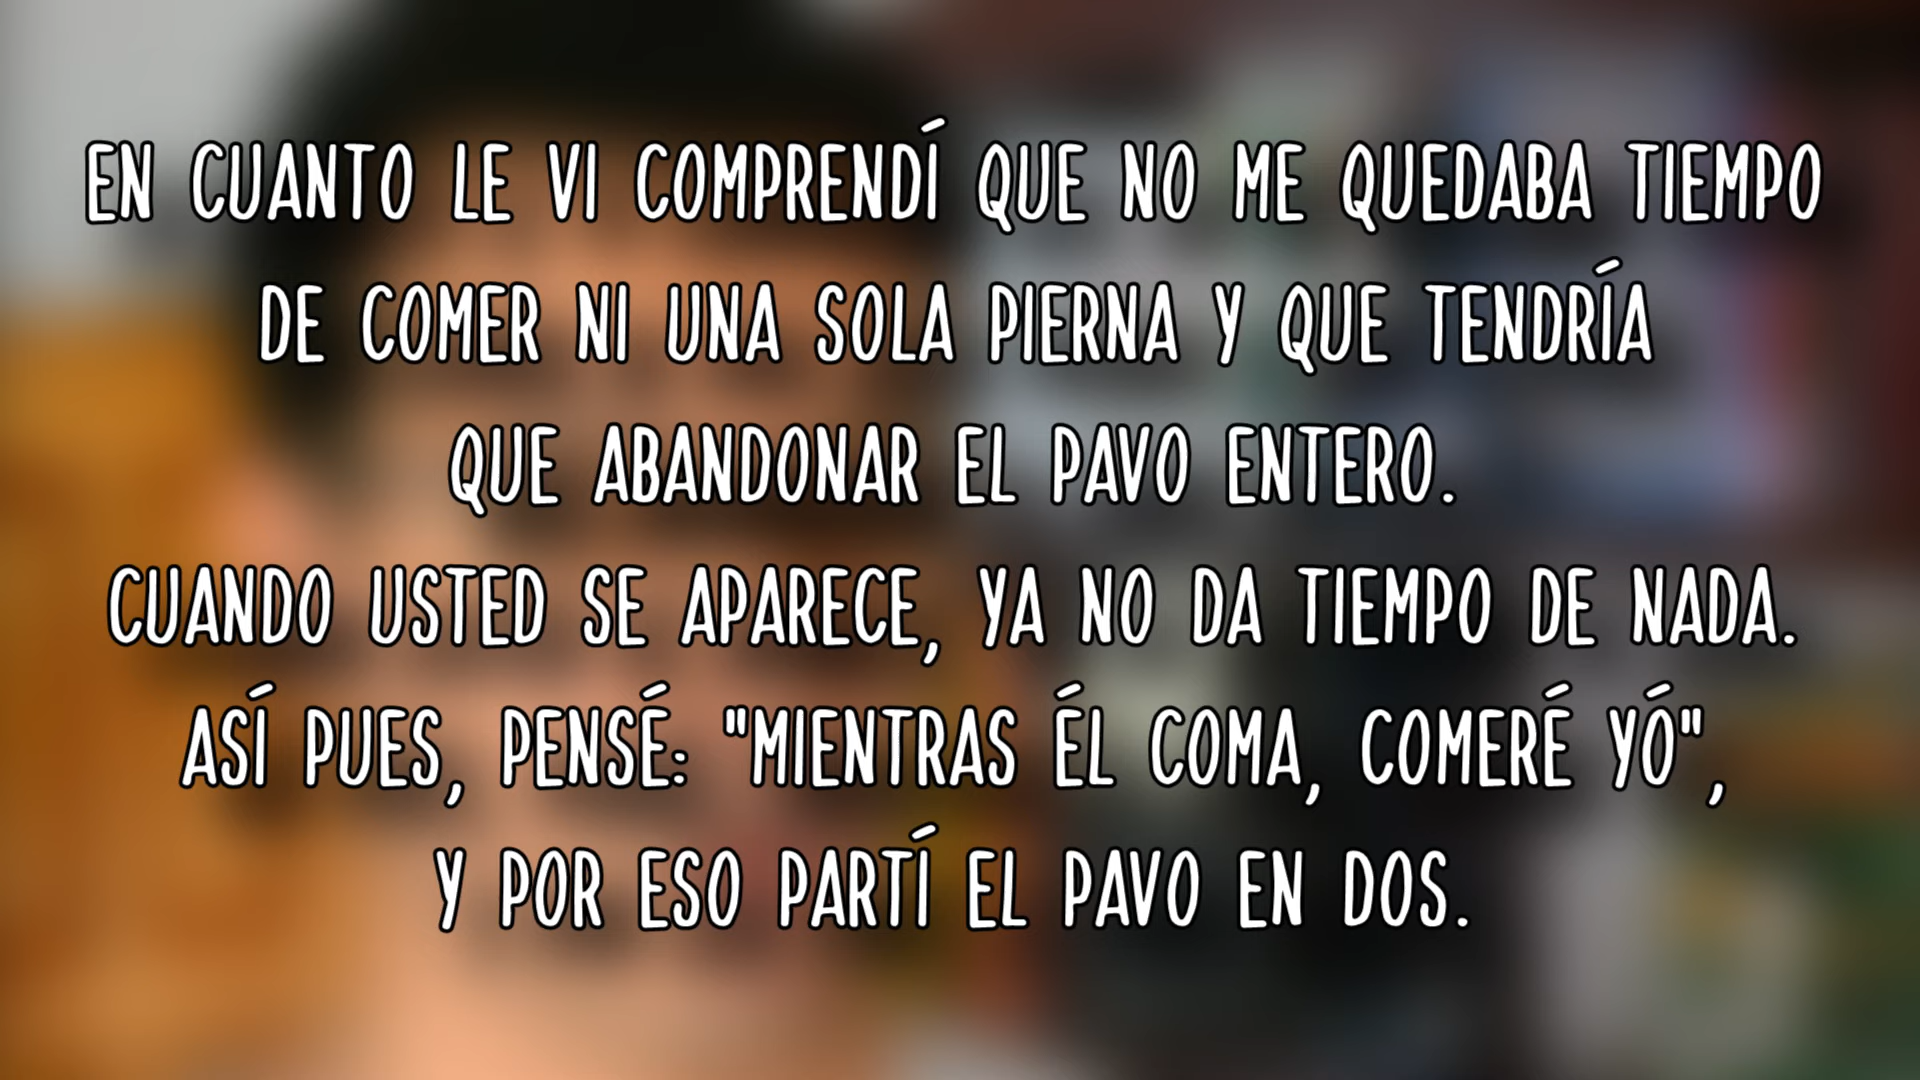 EN CUANTO LE VI COMPRENDÍ QUE NO ME QUEDABA TIEMPO
DE COMER NI UNA SOLA PIERNA Y QUE TENDRÍA
QUE ABANDONAR EL PAVO ENTERO.
CUANDO USTED SE APARECE, YA NO DA TIEMPO DE NADA.
ASÍ PUES, PENSÉ: "MIENTRAS ÉL COMA, COMERÉ YÓ",
Y POR ESO PARTÍ EL PAVO EN DOS.